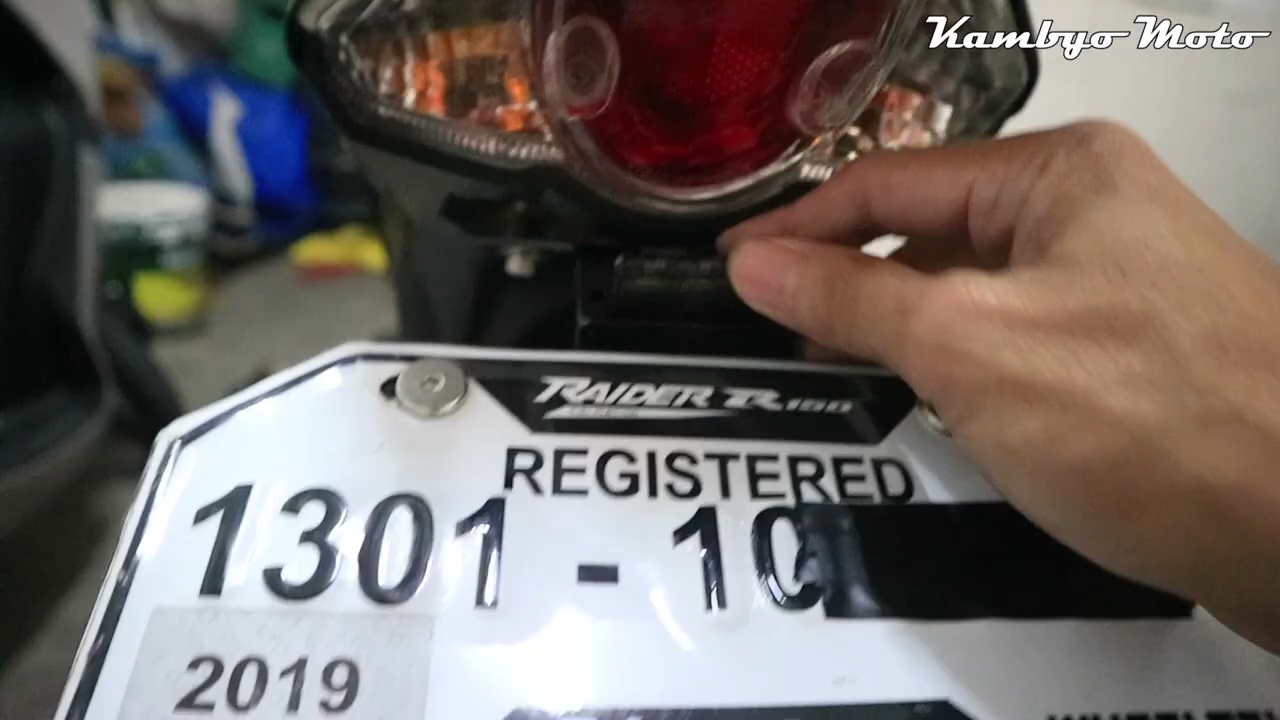 Kambyo Moto
RAIDER R150
REGISTERED
1301 - 10
2019